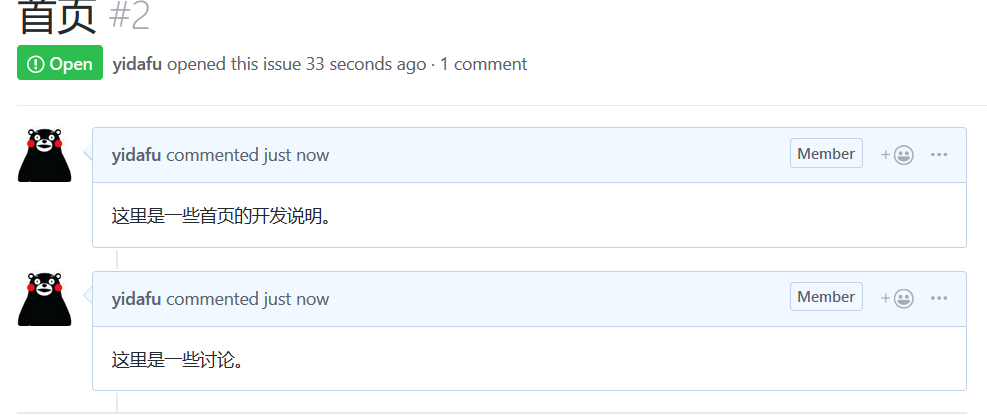 首页 #2
Open yidafu opened this issue 33 seconds ago · 1 comment
yidafu commented just now Member
这里是一些首页的开发说明。
yidafu commented just now Member
这里是一些讨论。